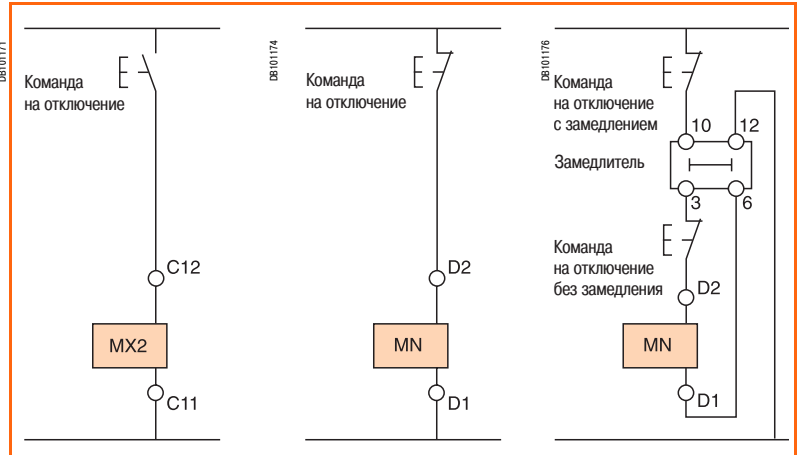 DB101171
Команда
на отключение
C12
MX2
C11
DB101174
Команда
на отключение
D2
MN
D1
DB101176
Команда
на отключение
с замедлением
10
12
Замедлитель
3
6
Команда
на отключение
без замедления
D2
MN
D1